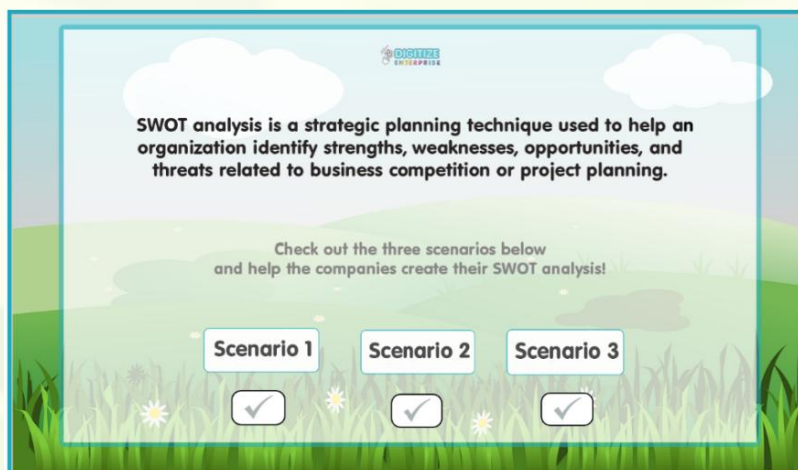 DIGITIZE
ENTERPRISE
SWOT analysis is a strategic planning technique used to help an
organization identify strengths, weaknesses, opportunities, and
threats related to business competition or project planning.
Check out the three scenarios below
and help the companies create their SWOT analysis!
Scenario 1
Scenario 2
Scenario 3